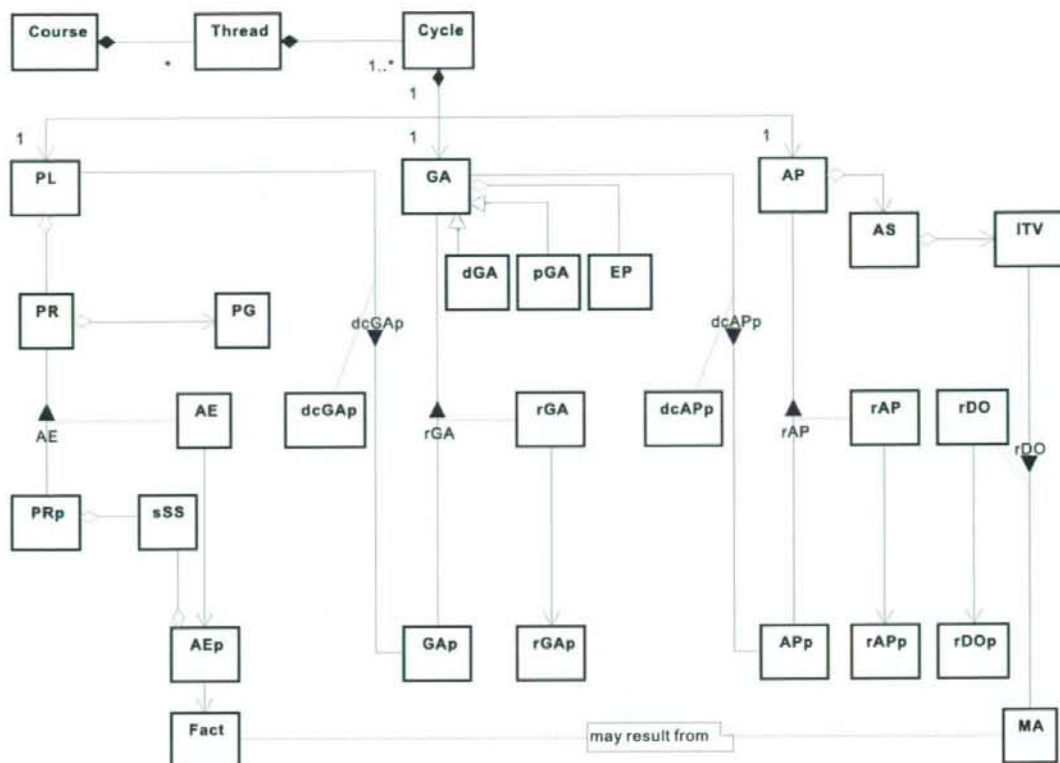 Course
Thread
Cycle
*
1..*
1
1
1
1
PL
GA
AP
AS
ITV
dGA
pGA
EP
PR
PG
dcGAp
dcAPp
AE
dcGAp
rGA
dcAPp
rAP
rDO
AE
rGA
rAP
rDO
PRp
sSS
AEp
GAp
rGAp
APp
rAPp
rDOp
Fact
may result from
MA